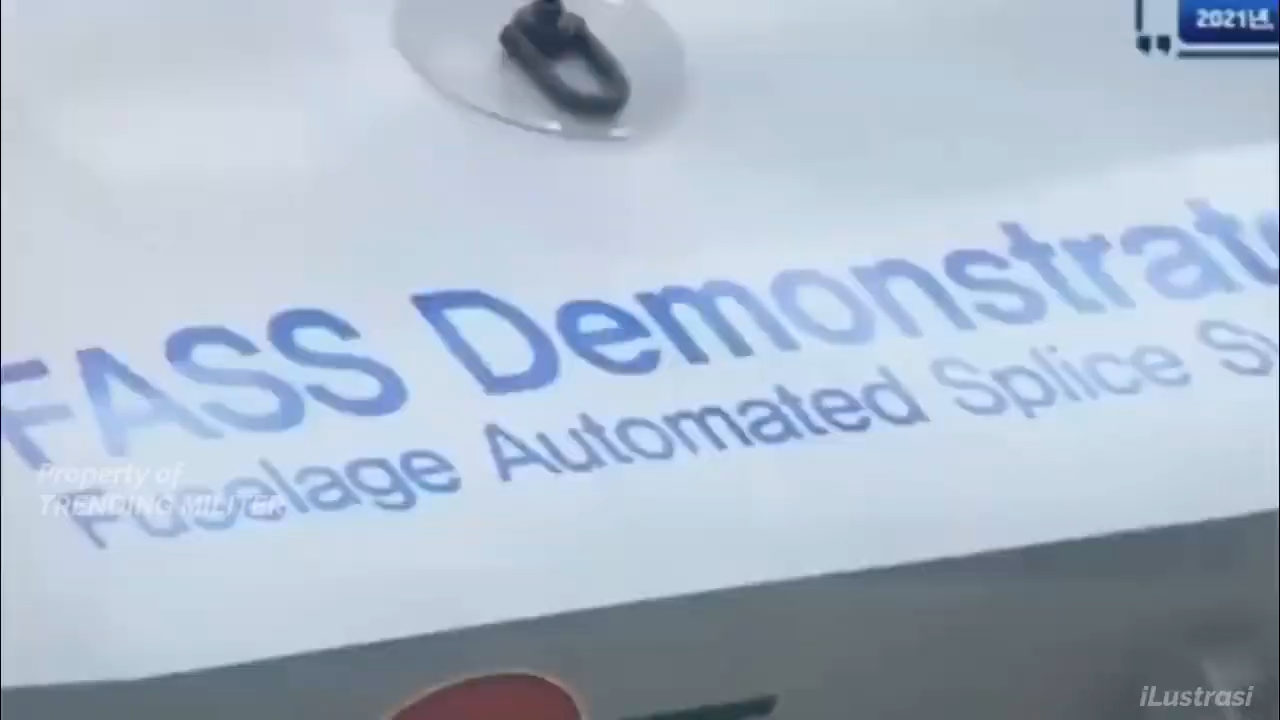 2021년
FASS Demonstrat
Fuselage Automated Splice S
Property of
TRENDING MILITER
iLustrasi